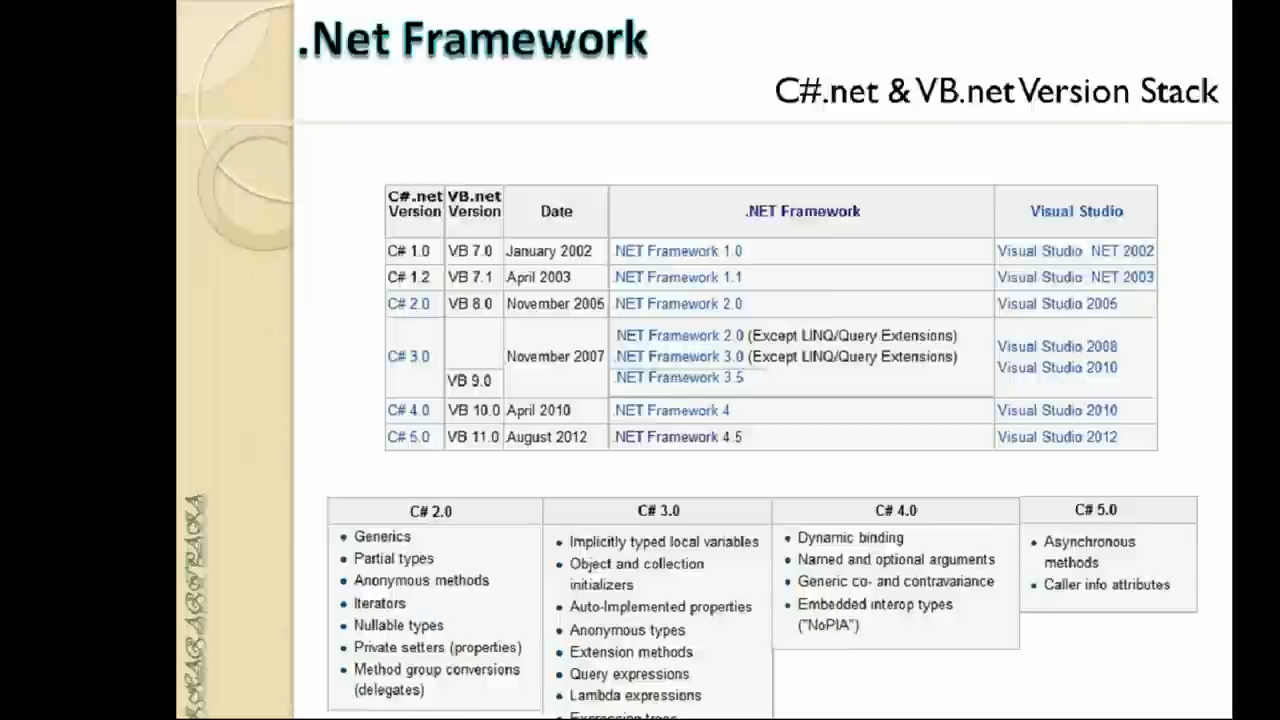 .Net Framework
C#.net & VB.net Version Stack
C#.net Version VB.net Version Date .NET Framework Visual Studio
C# 1.0 VB 7.0 January 2002 .NET Framework 1.0 Visual Studio .NET 2002
C# 1.2 VB 7.1 April 2003 .NET Framework 1.1 Visual Studio .NET 2003
C# 2.0 VB 8.0 November 2005 .NET Framework 2.0 Visual Studio 2005
C# 3.0 VB 9.0 November 2007
.NET Framework 2.0 (Except LINQ/Query Extensions)
.NET Framework 3.0 (Except LINQ/Query Extensions)
.NET Framework 3.5
Visual Studio 2008
Visual Studio 2010
C# 4.0 VB 10.0 April 2010 .NET Framework 4 Visual Studio 2010
C# 5.0 VB 11.0 August 2012 .NET Framework 4.5 Visual Studio 2012
C# 2.0
• Generics
• Partial types
• Anonymous methods
• Iterators
• Nullable types
• Private setters (properties)
• Method group conversions
(delegates)
C# 3.0
• Implicitly typed local variables
• Object and collection
initializers
• Auto-Implemented properties
• Anonymous types
• Extension methods
• Query expressions
• Lambda expressions
• Expression trees
C# 4.0
• Dynamic binding
• Named and optional arguments
• Generic co- and contravariance
• Embedded interop types
("NoPIA")
C# 5.0
• Asynchronous
methods
• Caller info attributes